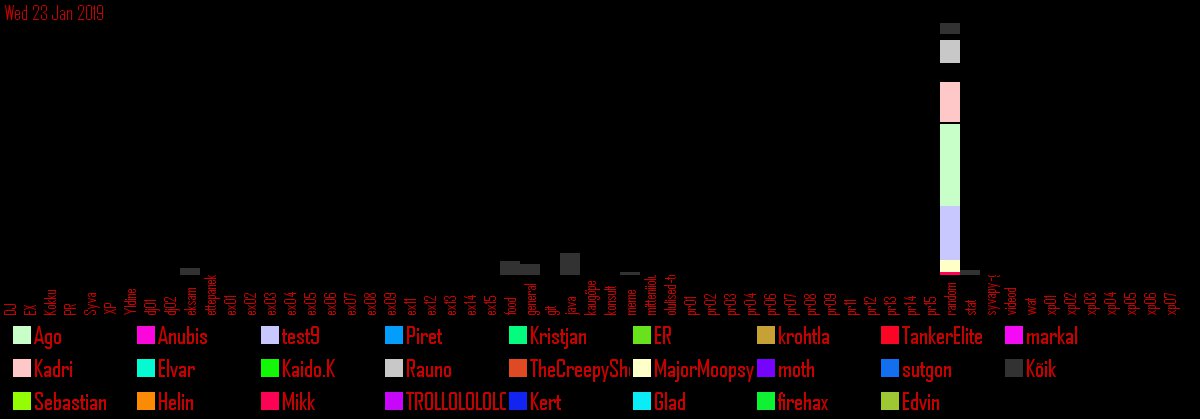 Wed 23 Jan 2019
DJ EX Kokku PR Syva XP Yldine dj01 dj02 eksam ettepanek ex01 ex02 ex03 ex04 ex05 ex06 ex07 ex08 ex09 ex11 ex12 ex13 ex14 ex15 food general git java kaugõpe konsult meme mitteniiol olulised-t pr01 pr02 pr03 pr04 pr06 pr07 pr08 pr09 pr11 pr12 pr13 pr14 pr15 random stat videod wat xp01 xp02 xp03 xp04 xp05 xp06 xp07
Ago Anubis test9 Piret Kristjan ER krohtla TankerElite markal
Kadri Elvar Kaido.K Rauno TheCreepySh MajorMoopsy moth sutgon Kõik
Sebastian Helin Mikk TROLLOLOLOLO Kert Glad firehax Edvin